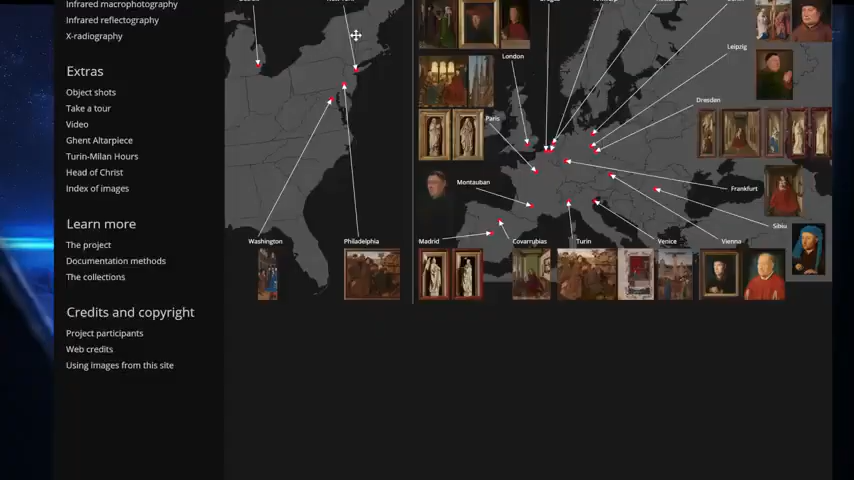 Infrared macrophotography
Infrared reflectography
X-radiography
Extras
Object shots
Take a tour
Video
Ghent Altarpiece
Turin-Milan Hours
Head of Christ
Index of images
Learn more
The project
Documentation methods
The collections
Credits and copyright
Project participants
Web credits
Using images from this site
London
Leipzig
Dresden
Paris
Montauban
Frankfurt
Sibiu
Washington
Philadelphia
Madrid
Covarrubias
Turin
Venice
Vienna